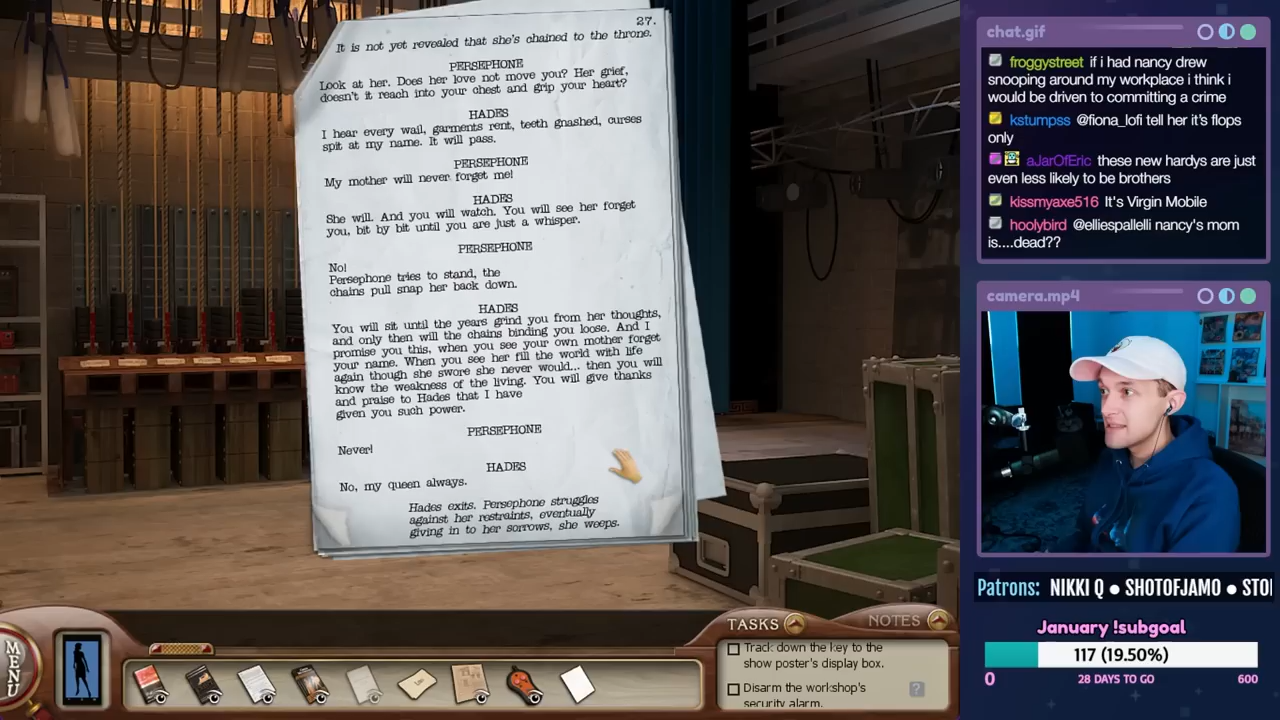 27.
It is not yet revealed that she's chained to the throne.
PERSEPHONE
Look at her. Does her love not move you? Her grief,
doesn't it reach into your chest and grip your heart?
HADES
I hear every wail, garments rent, teeth gnashed, curses
spit at my name. It will pass.
PERSEPHONE
My mother will never forget me!
HADES
She will. And you will watch. You will see her forget
you, bit by bit until you are just a whisper.
PERSEPHONE
No!
Persephone tries to stand, the
chains pull snap her back down.
HADES
You will sit until the years grind you from her thoughts,
and only then will the chains binding you loose. And I
promise you this, when you see your own mother forget
your name. When you see her fill the world with life
again though she swore she never would... then you will
know the weakness of the living. You will give thanks
and praise to Hades that I have
given you such power.
PERSEPHONE
Never!
HADES
No, my queen always.
Hades exits. Persephone struggles
against her restraints, eventually
giving in to her sorrows, she weeps.
MENU
TASKS
NOTES
Track down the key to the
show poster's display box.
Disarm the workshop's
security alarm.
?
chat.gif
froggystreet if i had nancy drew
snooping around my workplace i think i
would be driven to committing a crime
kstumpss @fiona_lofi tell her it's flops
only
aJarOfEric these new hardys are just
even less likely to be brothers
kissmyaxe516 It's Virgin Mobile
hoolybird @elliespallelli nancy's mom
is....dead??
camera.mp4
Patrons: NIKKI Q ● SHOTOFJAMO ● STO
January !subgoal
117 (19.50%)
0 28 DAYS TO GO 600